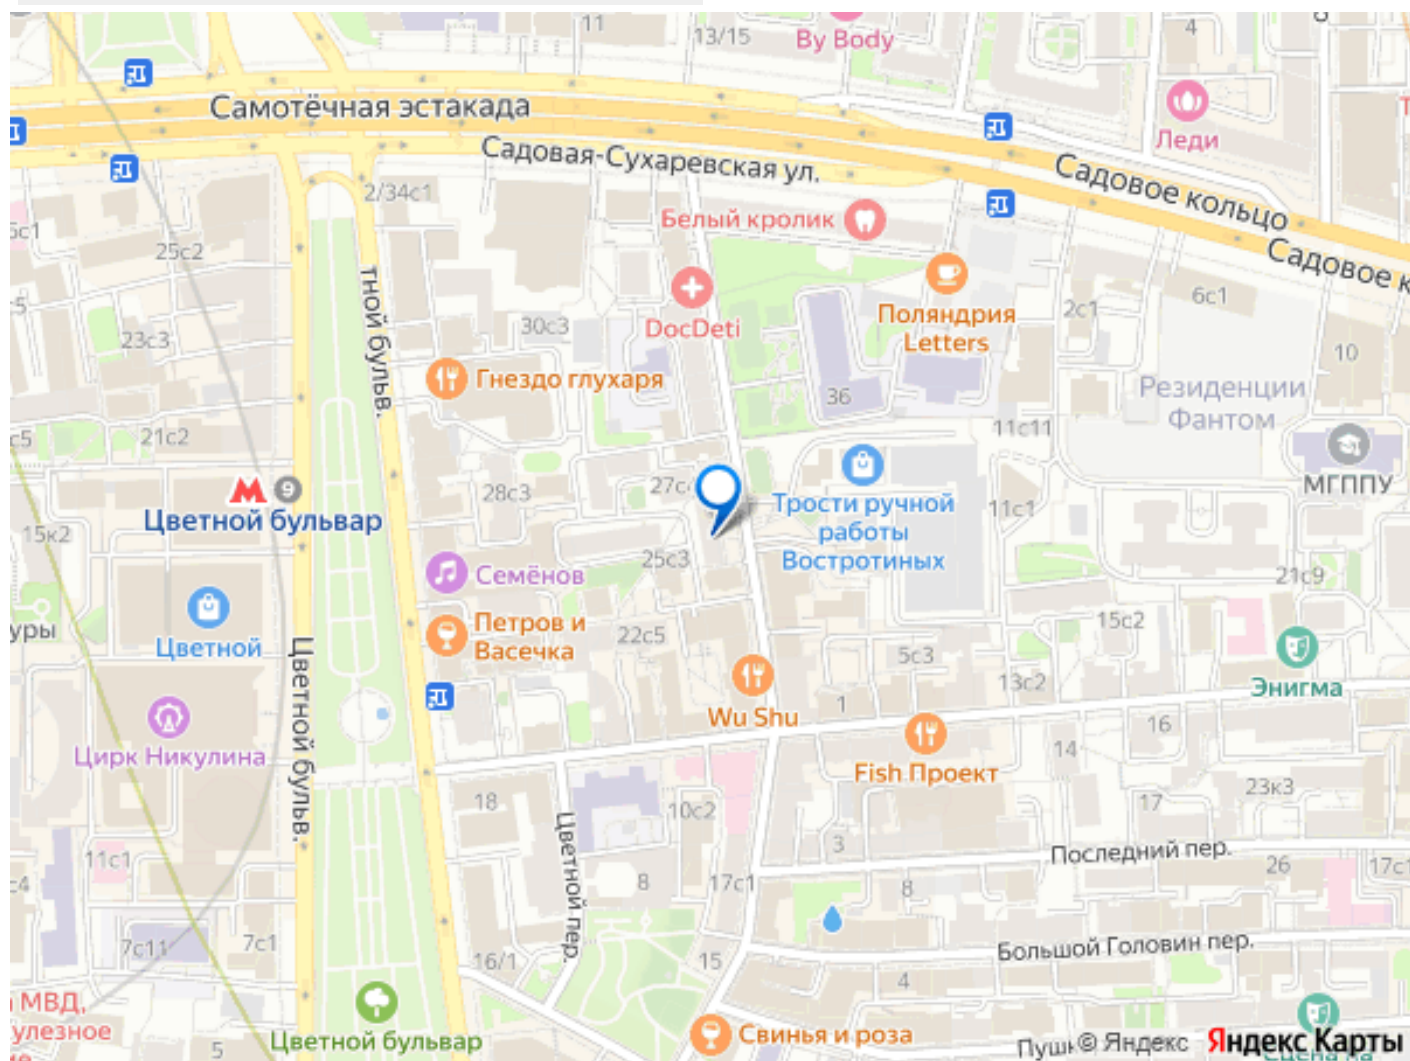 11
13/15
By Body
4
Самотёчная эстакада
Леди
Садовая-Сухаревская ул.
Садовое кольцо
2/34с1
Белый кролик
25с2
Садовое к
тной бульв.
DocDeti
Поляндрия
Letters
6с1
2с1
30с3
23с3
10
Гнездо глухаря
36
Резиденции
Фантом
21с2
11с11
МГППУ
М
9
Цветной бульвар
28с3
Трости ручной
работы
Востротиных
11с1
15к2
25с3
Семёнов
21с9
уры
Цветной
Петров и
Васечка
22с5
15с2
5с3
Энигма
13с2
Wu Shu
1
16
Цветной бульв.
Цирк Никулина
14
Fish Проект
23к3
18
10с2
17
Цветной пер.
3
Последний пер.
11с1
8
17с1
8
26
17с1
7с11
7с1
16/1
15
Большой Головин пер.
4
МВД,
Цветной бульвар
5
Свинья и роза
© Яндекс
Яндекс Карты